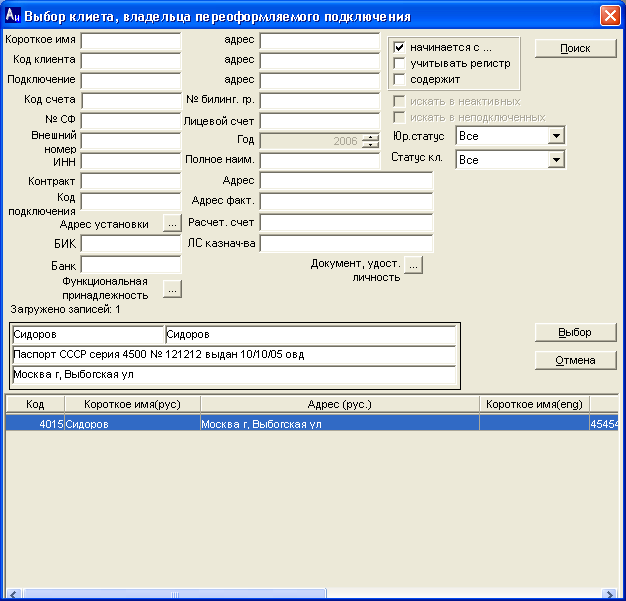 Aи Выбор клиета, владельца переоформляемого подключения
Короткое имя
адрес
начинается с ...
Поиск
Код клиента
адрес
учитывать регистр
Подключение
адрес
содержит
Код счета
№ билинг. гр.
искать в неактивных
№ СФ
Лицевой счет
искать в неподключенных
Внешний
номер
Год
2006
Юр.статус
Все
ИНН
Полное наим.
Статус кл.
Все
Контракт
Адрес
Код
подключения
Адрес факт.
Адрес установки
...
Расчет. счет
БИК
ЛС казнач-ва
Банк
Документ, удост.
личность
...
Функциональная
принадлежность
...
Загружено записей: 1
Сидоров
Сидоров
Выбор
Паспорт СССР серия 4500 № 121212 выдан 10/10/05 овд
Отмена
Москва г, Выбогская ул
Код
Короткое имя(рус)
Адрес (рус.)
Короткое имя(eng)
4015
Сидоров
Москва г, Выбогская ул
45454